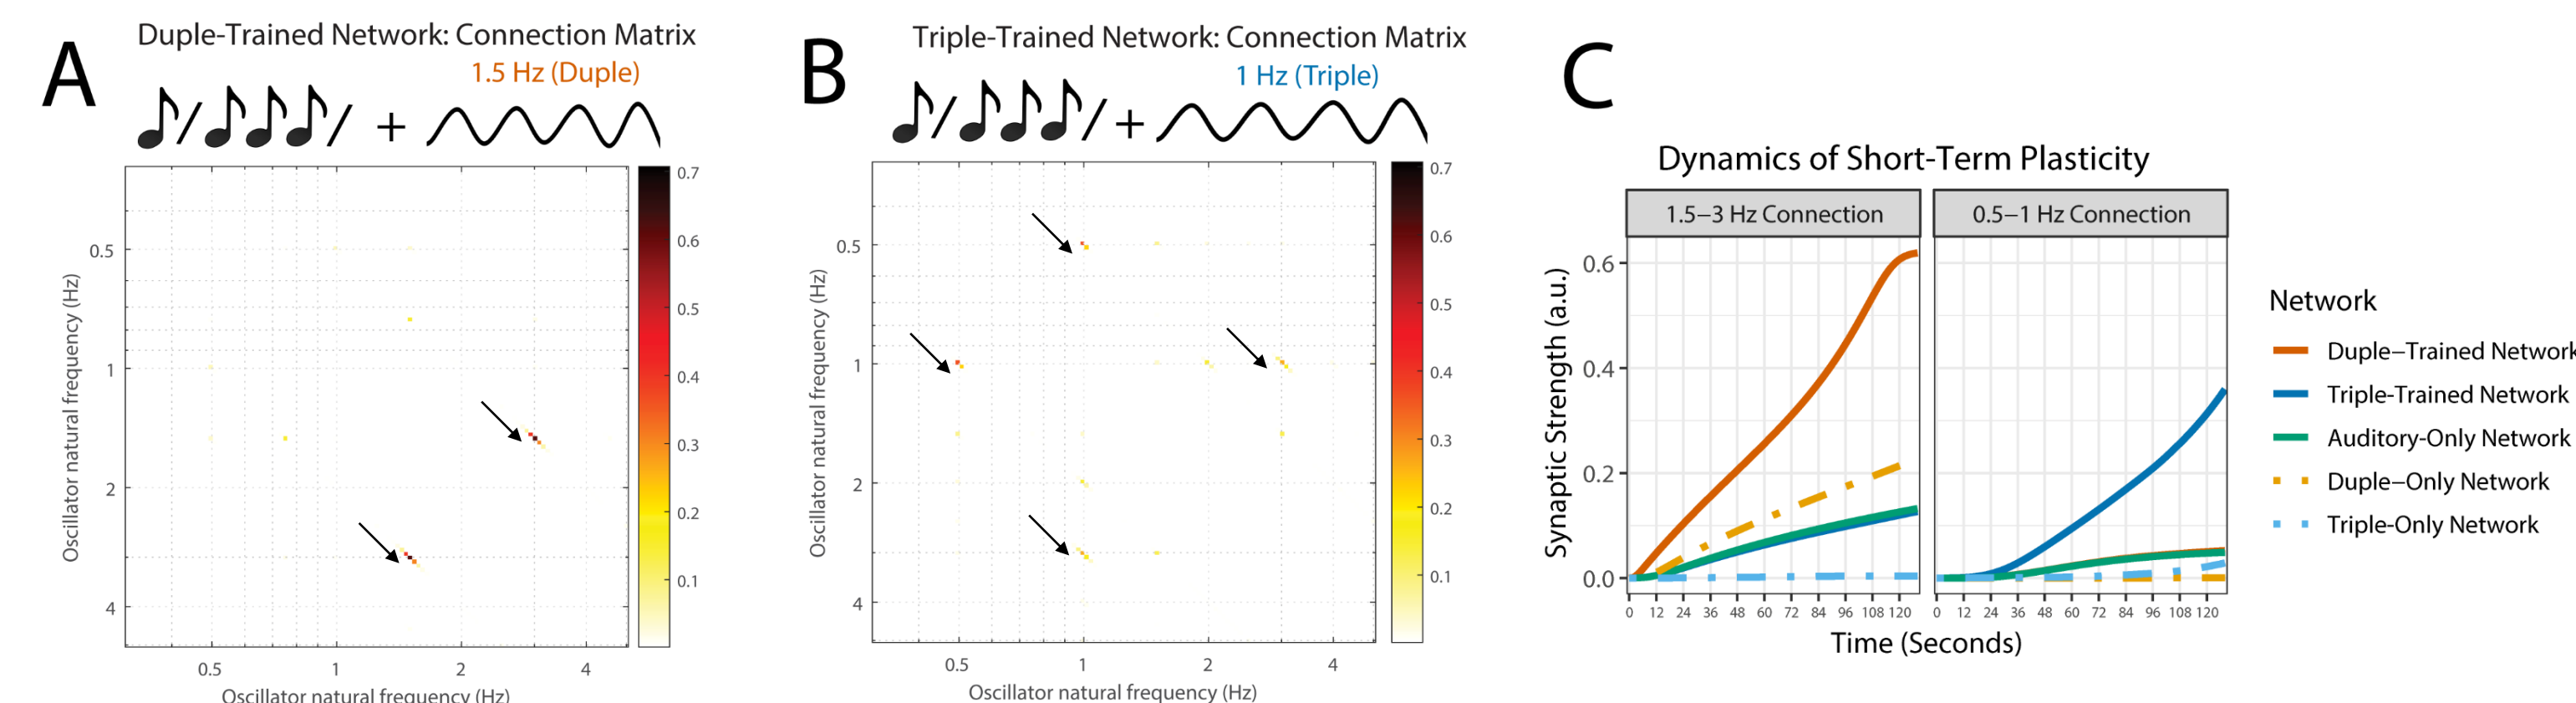 A
Duple-Trained Network: Connection Matrix
1.5 Hz (Duple)
+
0.5
1
2
4
0.5
1
2
4
Oscillator natural frequency (Hz)
Oscillator natural frequency (Hz)
0.7
0.6
0.5
0.4
0.3
0.2
0.1
B
Triple-Trained Network: Connection Matrix
1 Hz (Triple)
+
0.5
1
2
4
0.5
1
2
4
Oscillator natural frequency (Hz)
Oscillator natural frequency (Hz)
0.7
0.6
0.5
0.4
0.3
0.2
0.1
C
Dynamics of Short-Term Plasticity
1.5–3 Hz Connection
0.5–1 Hz Connection
Synaptic Strength (a.u.)
0.6
0.4
0.2
0.0
0 12 24 36 48 60 72 84 96 108 120
0 12 24 36 48 60 72 84 96 108 120
Time (Seconds)
Network
Duple–Trained Network
Triple-Trained Network
Auditory-Only Network
Duple–Only Network
Triple-Only Network